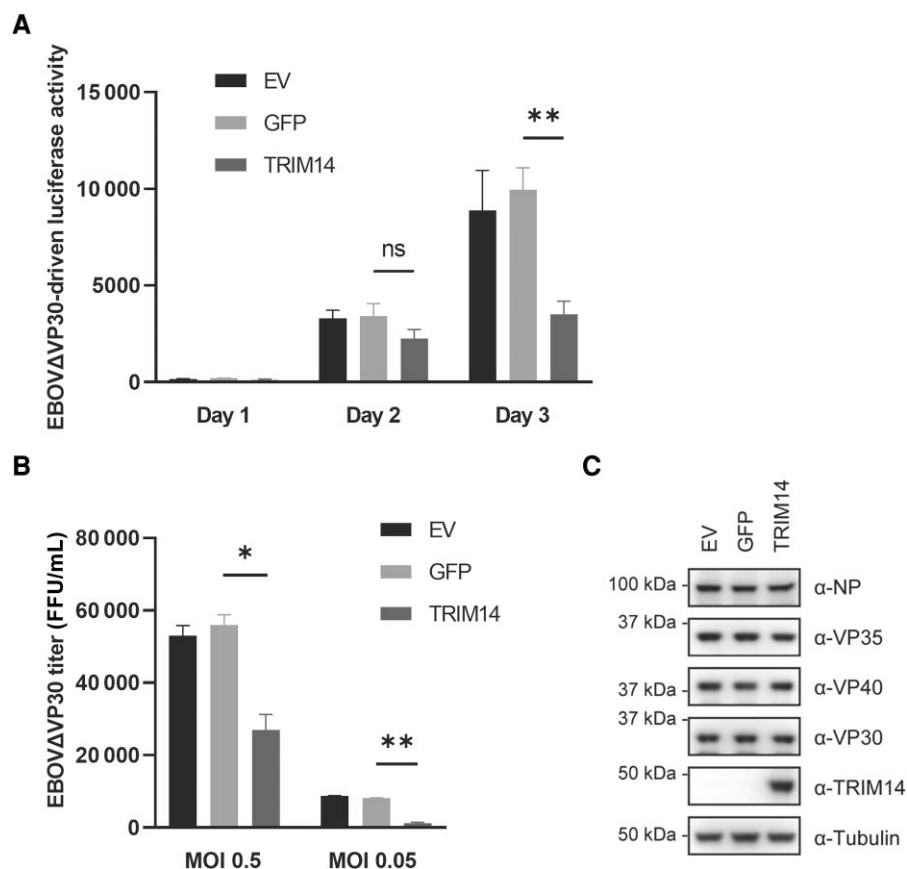 A
EBOVΔVP30-driven luciferase activity
15 000
10 000
5000
0
EV
GFP
TRIM14
ns
**
Day 1
Day 2
Day 3
B
EBOVΔVP30 titer (FFU/mL)
80 000
60 000
40 000
20 000
0
EV
GFP
TRIM14
*
**
MOI 0.5
MOI 0.05
C
EV
GFP
TRIM14
100 kDa
α-NP
37 kDa
α-VP35
37 kDa
α-VP40
37 kDa
α-VP30
50 kDa
α-TRIM14
50 kDa
α-Tubulin